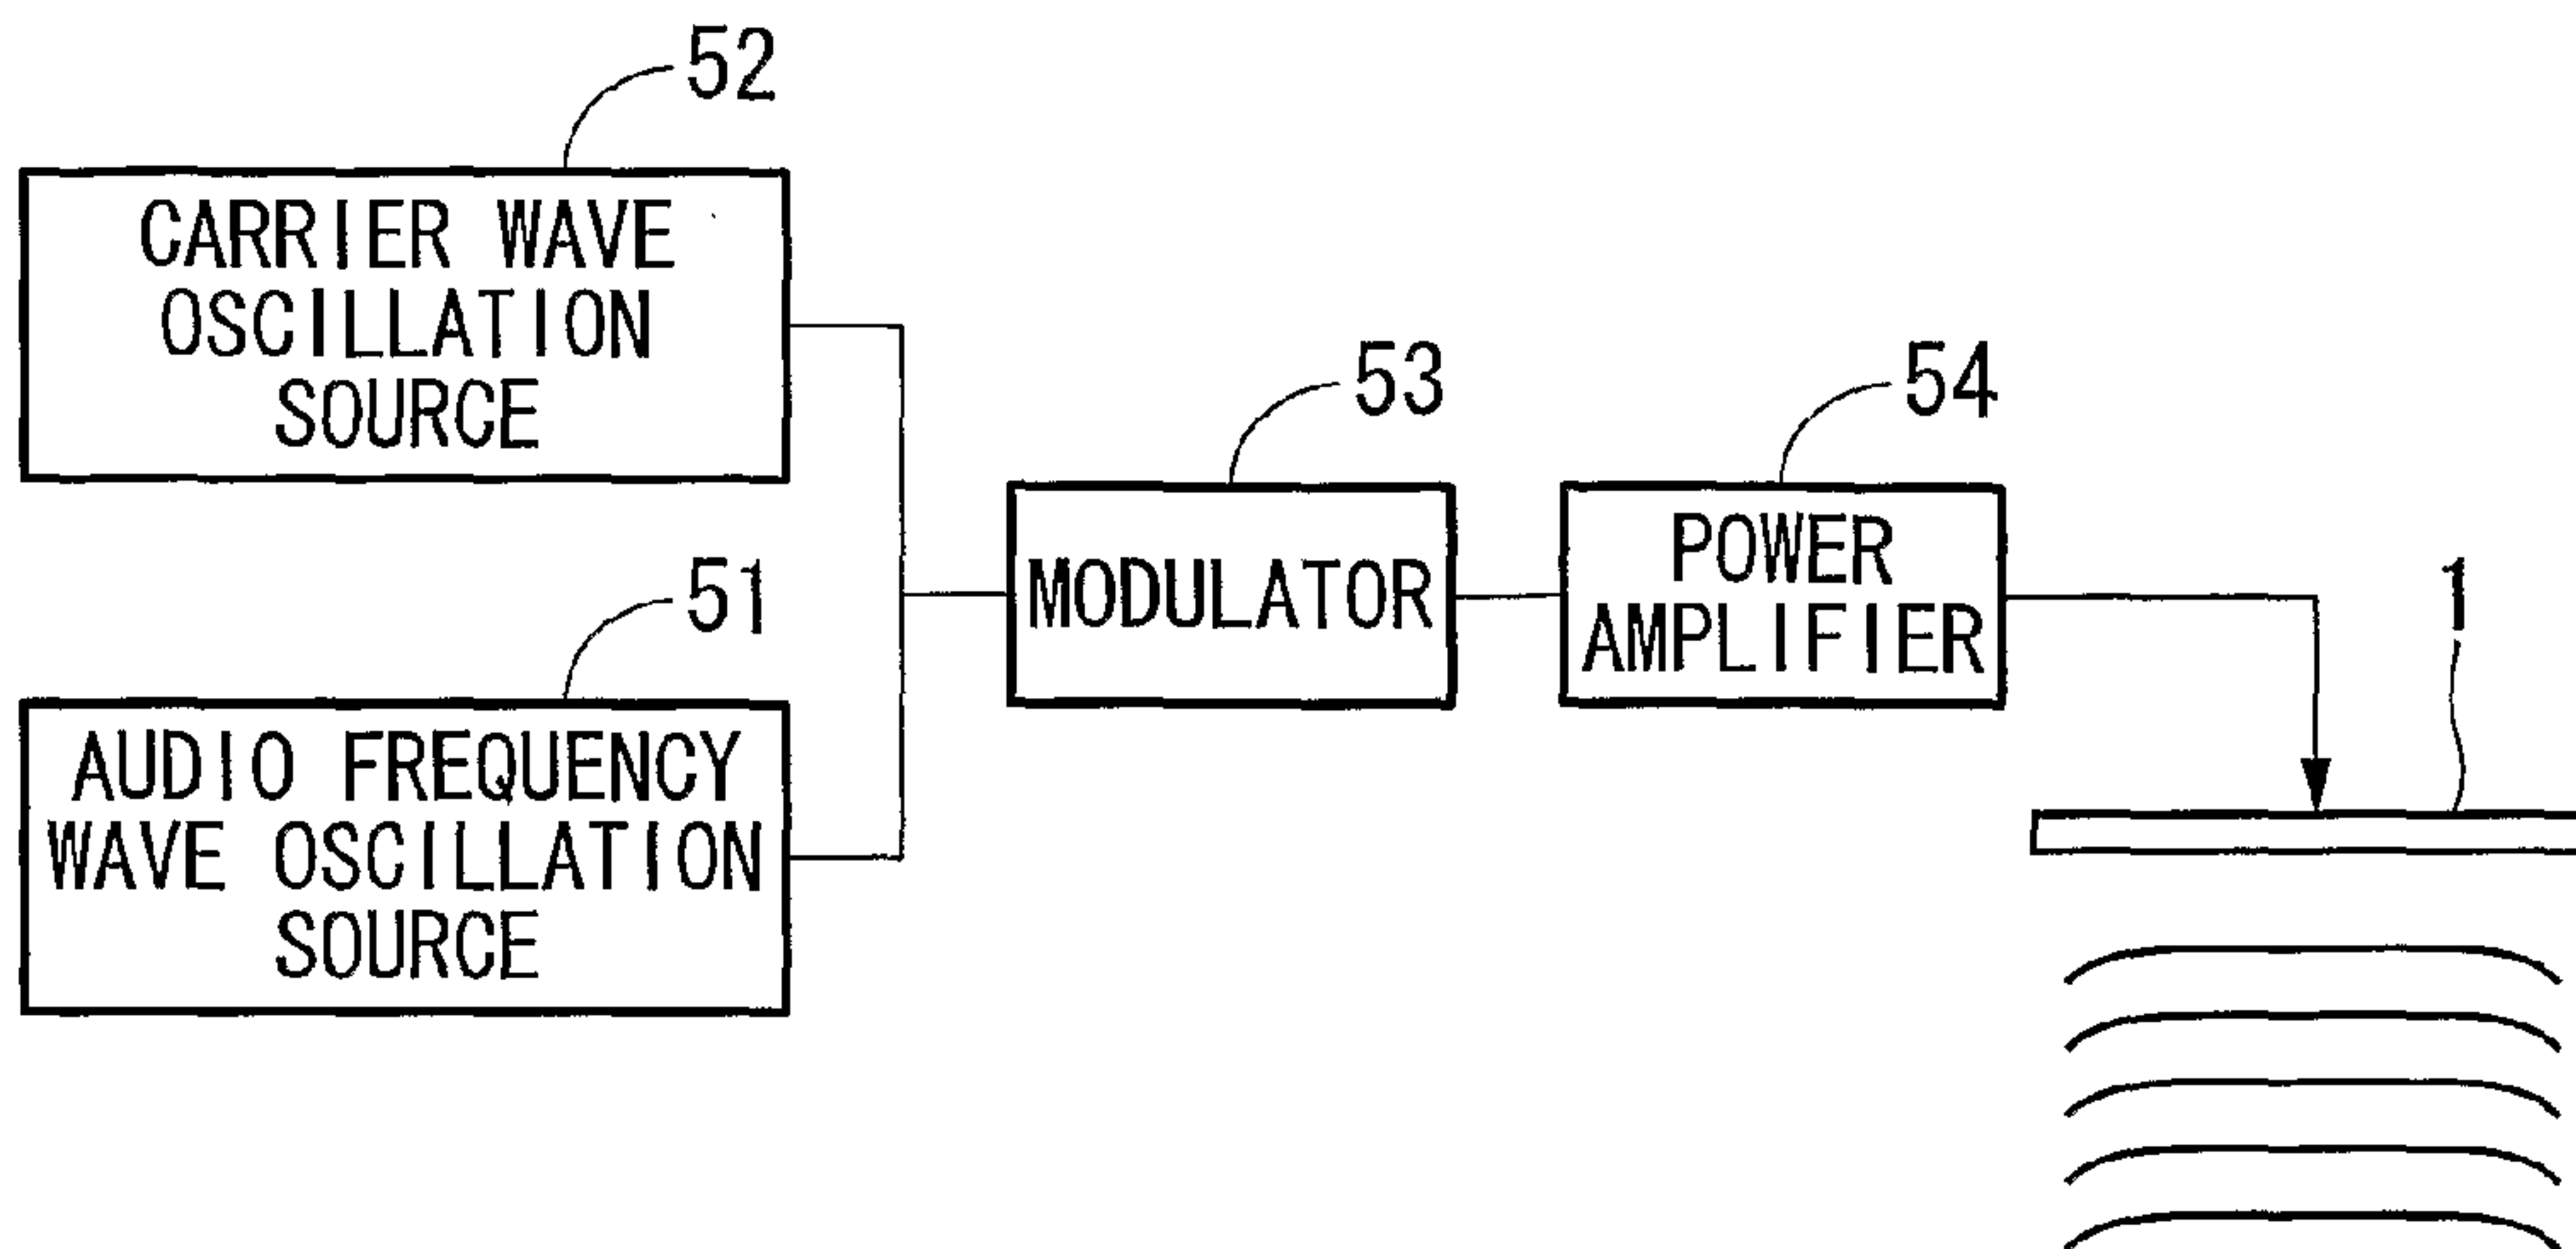 52
CARRIER WAVE
OSCILLATION
SOURCE
51
AUDIO FREQUENCY
WAVE OSCILLATION
SOURCE
53
MODULATOR
54
POWER
AMPLIFIER
1